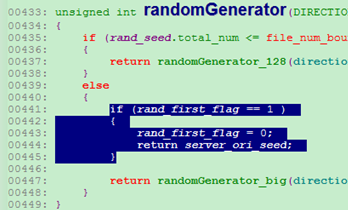 00433: unsigned int randomGenerator(DIRECTIO
00434: {
00435: if (rand_seed.total_num <= file_num_bou
00436: {
00437: return randomGenerator_128(directio
00438: }
00439: else
00440: {
00441: if (rand_first_flag == 1 )
00442: {
00443: rand_first_flag = 0;
00444: return server_ori_seed;
00445: }
00446:
00447: return randomGenerator_big(directio
00448: }
00449: }